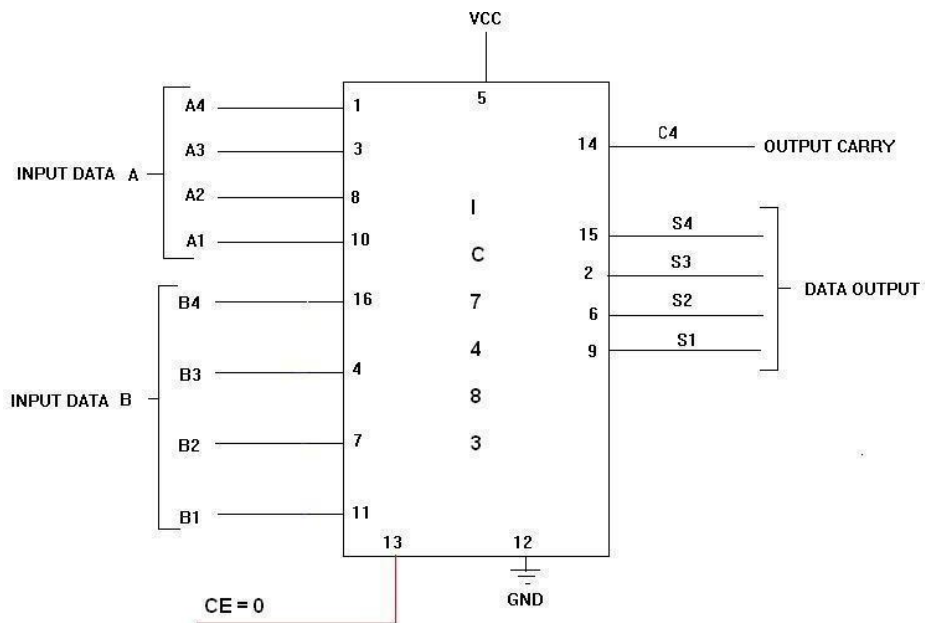 VCC
5
A4 1
A3 3
INPUT DATA A
A2 8
A1 10
B4 16
B3 4
INPUT DATA B
B2 7
B1 11
I
C
7
4
8
3
14 C4 OUTPUT CARRY
15 S4
2 S3
DATA OUTPUT
6 S2
9 S1
13
12
CE = 0
GND